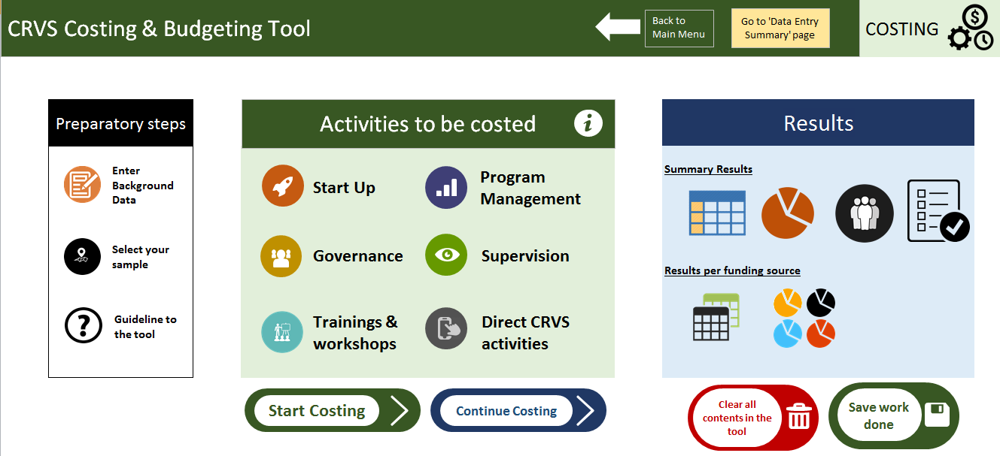 CRVS Costing & Budgeting Tool
Back to
Main Menu
Go to 'Data Entry
Summary' page
COSTING
$
Preparatory steps
Enter
Background
Data
Select your
sample
?
Guideline to
the tool
Activities to be costed
i
Start Up
Program
Management
Governance
Supervision
Trainings &
workshops
Direct CRVS
activities
Start Costing
Continue Costing
Results
Summary Results
Results per funding source
Clear all
contents in the
tool
Save work
done